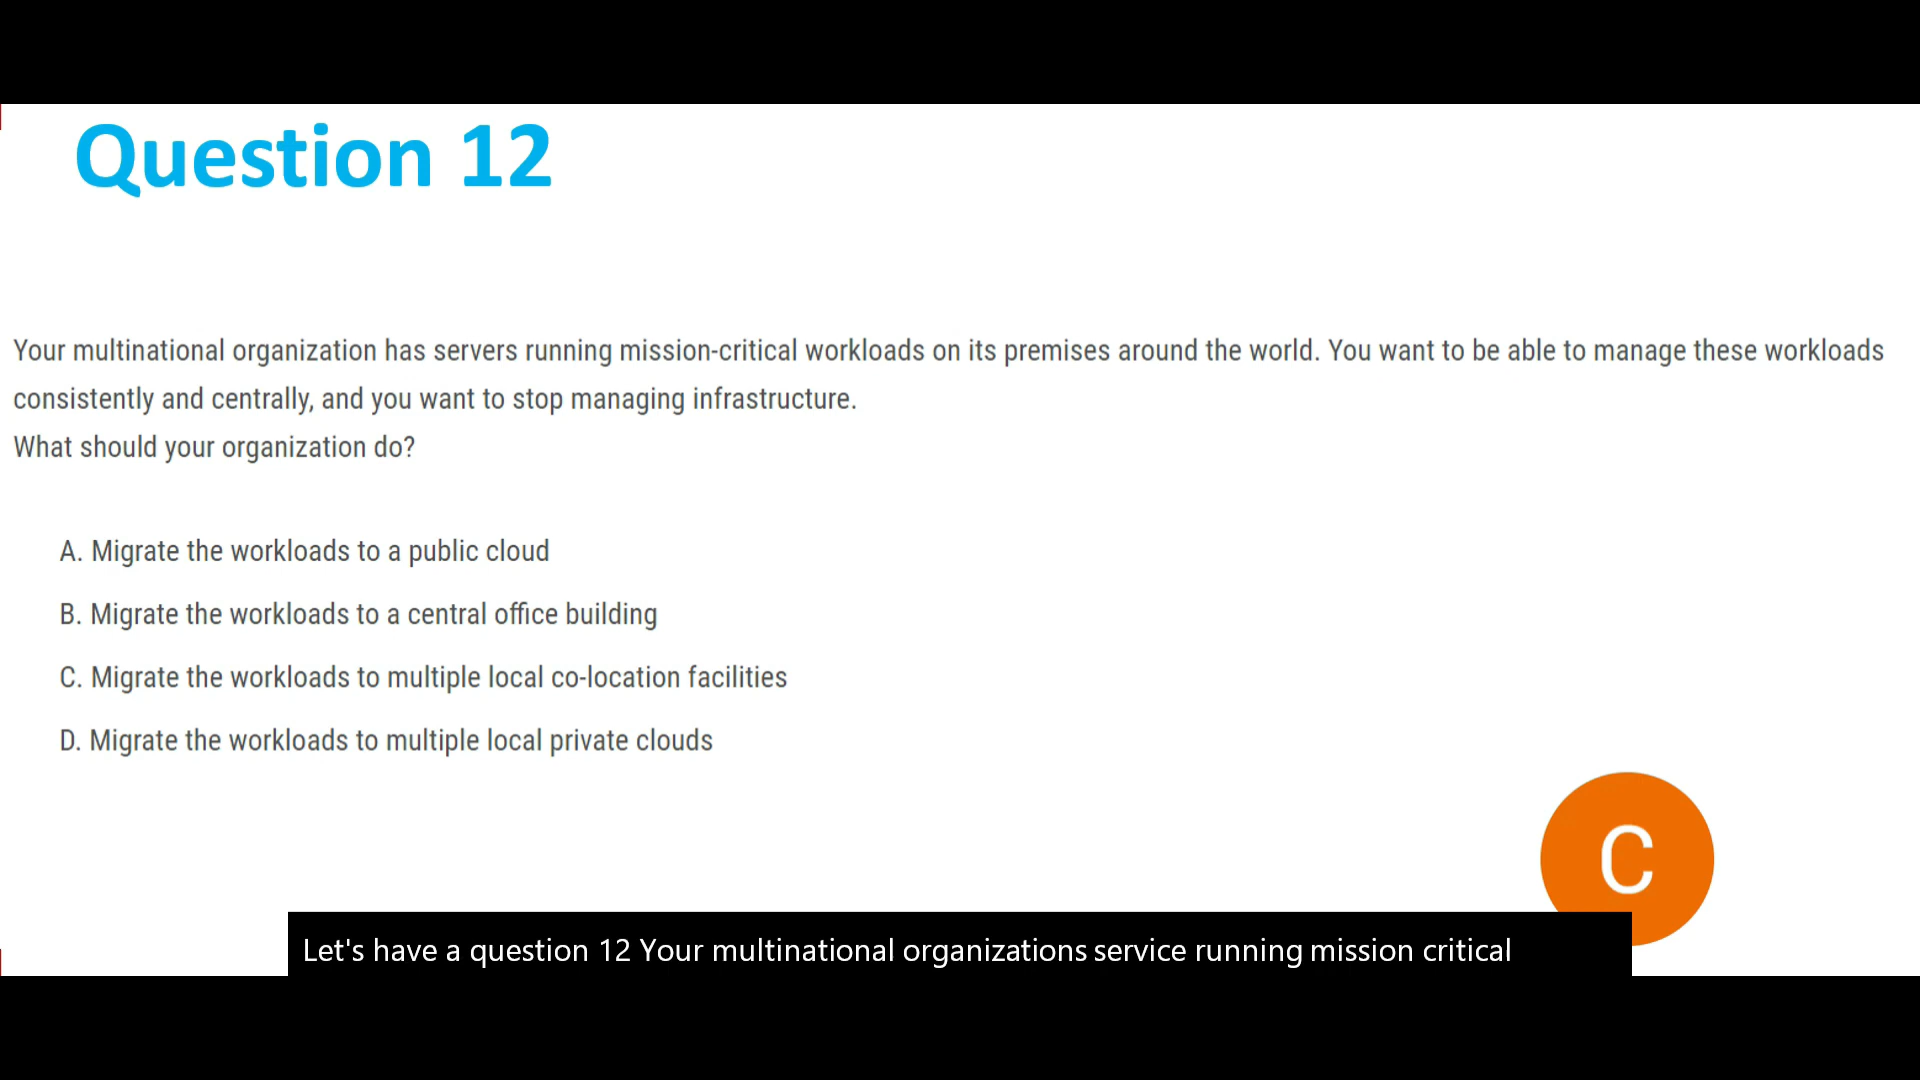 Question 12
Your multinational organization has servers running mission-critical workloads on its premises around the world. You want to be able to manage these workloads
consistently and centrally, and you want to stop managing infrastructure.
What should your organization do?
A. Migrate the workloads to a public cloud
B. Migrate the workloads to a central office building
C. Migrate the workloads to multiple local co-location facilities
D. Migrate the workloads to multiple local private clouds
C
Let's have a question 12 Your multinational organizations service running mission critical